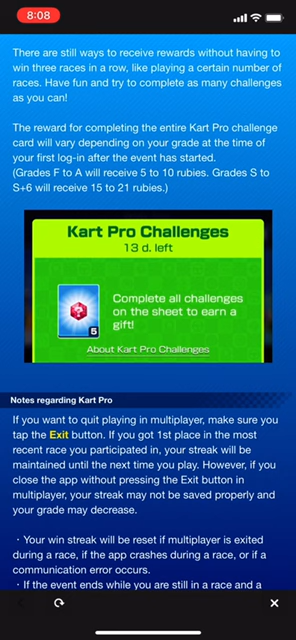 8:08
There are still ways to receive rewards without having to
win three races in a row, like playing a certain number of
races. Have fun and try to complete as many challenges
as you can!
The reward for completing the entire Kart Pro challenge
card will vary depending on your grade at the time of
your first log-in after the event has started.
(Grades F to A will receive 5 to 10 rubies. Grades S to
S+6 will receive 15 to 21 rubies.)
Kart Pro Challenges
13 d. left
?
5
Complete all challenges
on the sheet to earn a
gift!
About Kart Pro Challenges
Notes regarding Kart Pro
If you want to quit playing in multiplayer, make sure you
tap the Exit button. If you got 1st place in the most
recent race you participated in, your streak will be
maintained until the next time you play. However, if you
close the app without pressing the Exit button in
multiplayer, your streak may not be saved properly and
your grade may decrease.
・Your win streak will be reset if multiplayer is exited
during a race, if the app crashes during a race, or if a
communication error occurs.
・If the event ends while you are still in a race and a